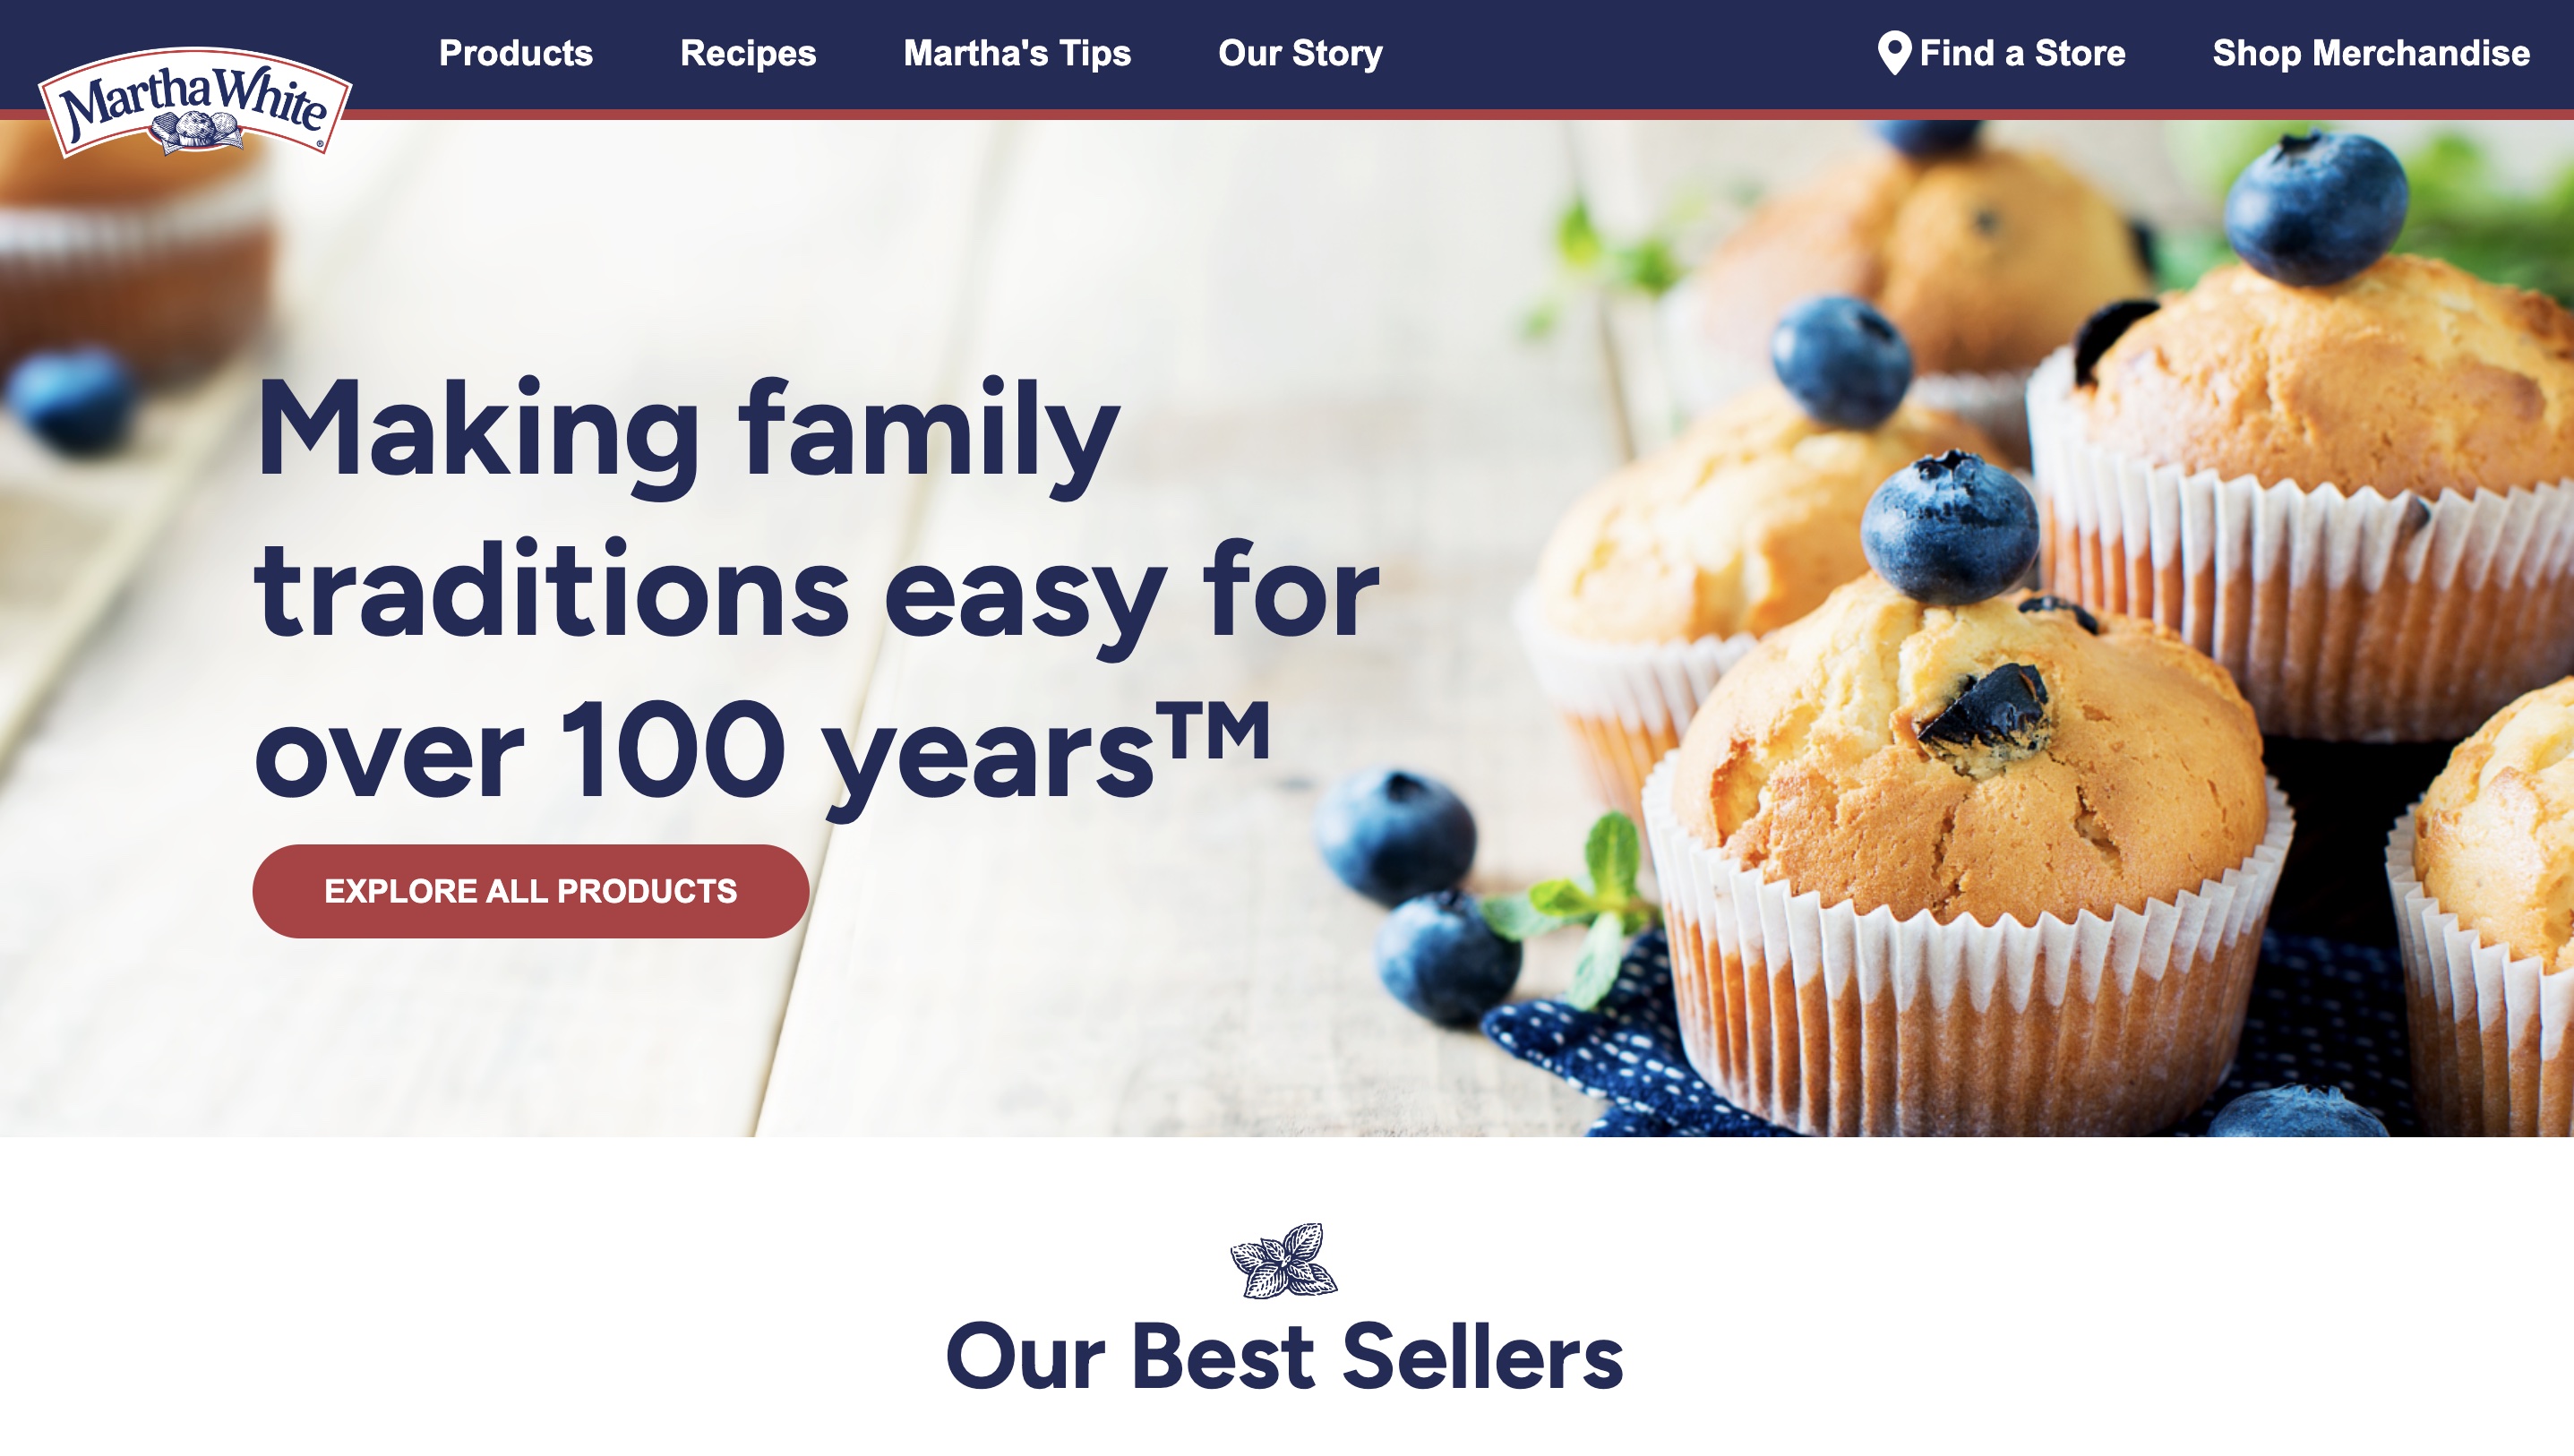 Martha White®
Products
Recipes
Martha's Tips
Our Story
Find a Store
Shop Merchandise
Making family
traditions easy for
over 100 years™
EXPLORE ALL PRODUCTS
Our Best Sellers